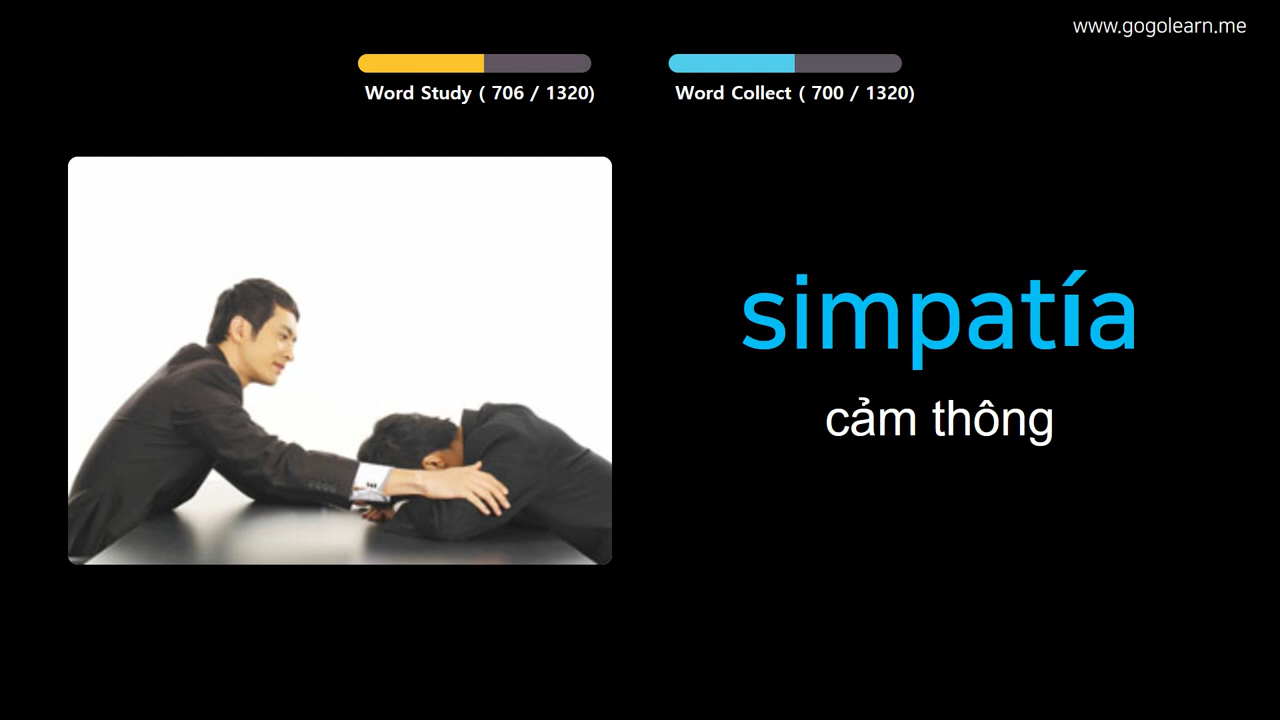 www.gogolearn.me
Word Study ( 706 / 1320)
Word Collect ( 700 / 1320)
simpatía
cảm thông